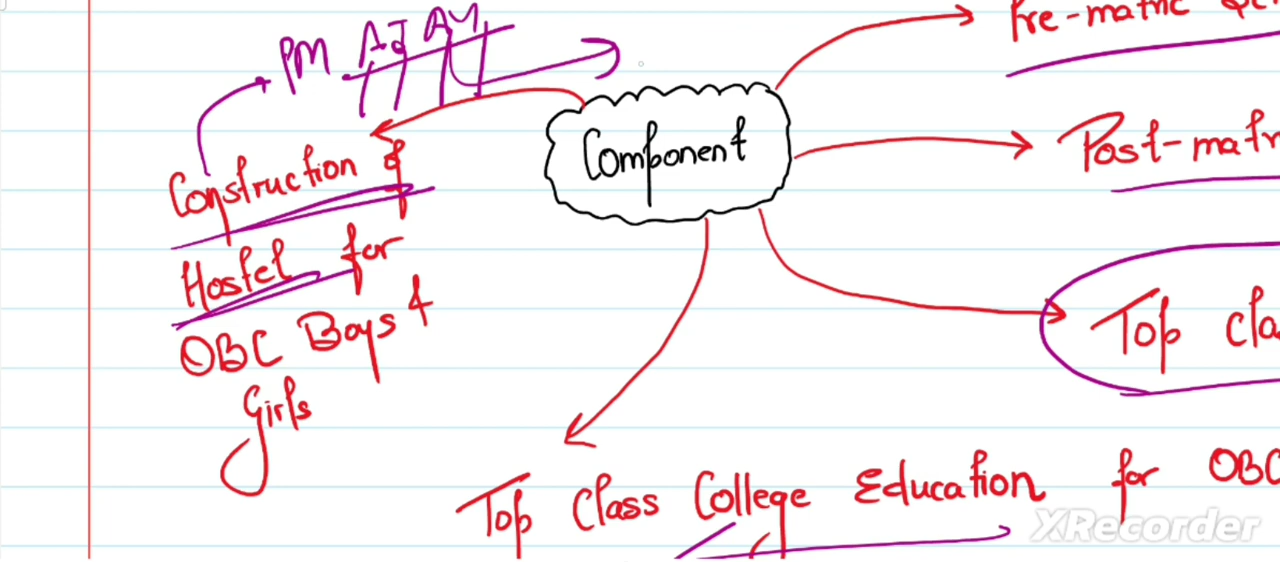 PM AJAY
Pre-matric
Component
Construction of
Hostel for
OBC Boys &
Girls
Post-matr
Top Cla
Top Class College Education for OBC
XRecorder